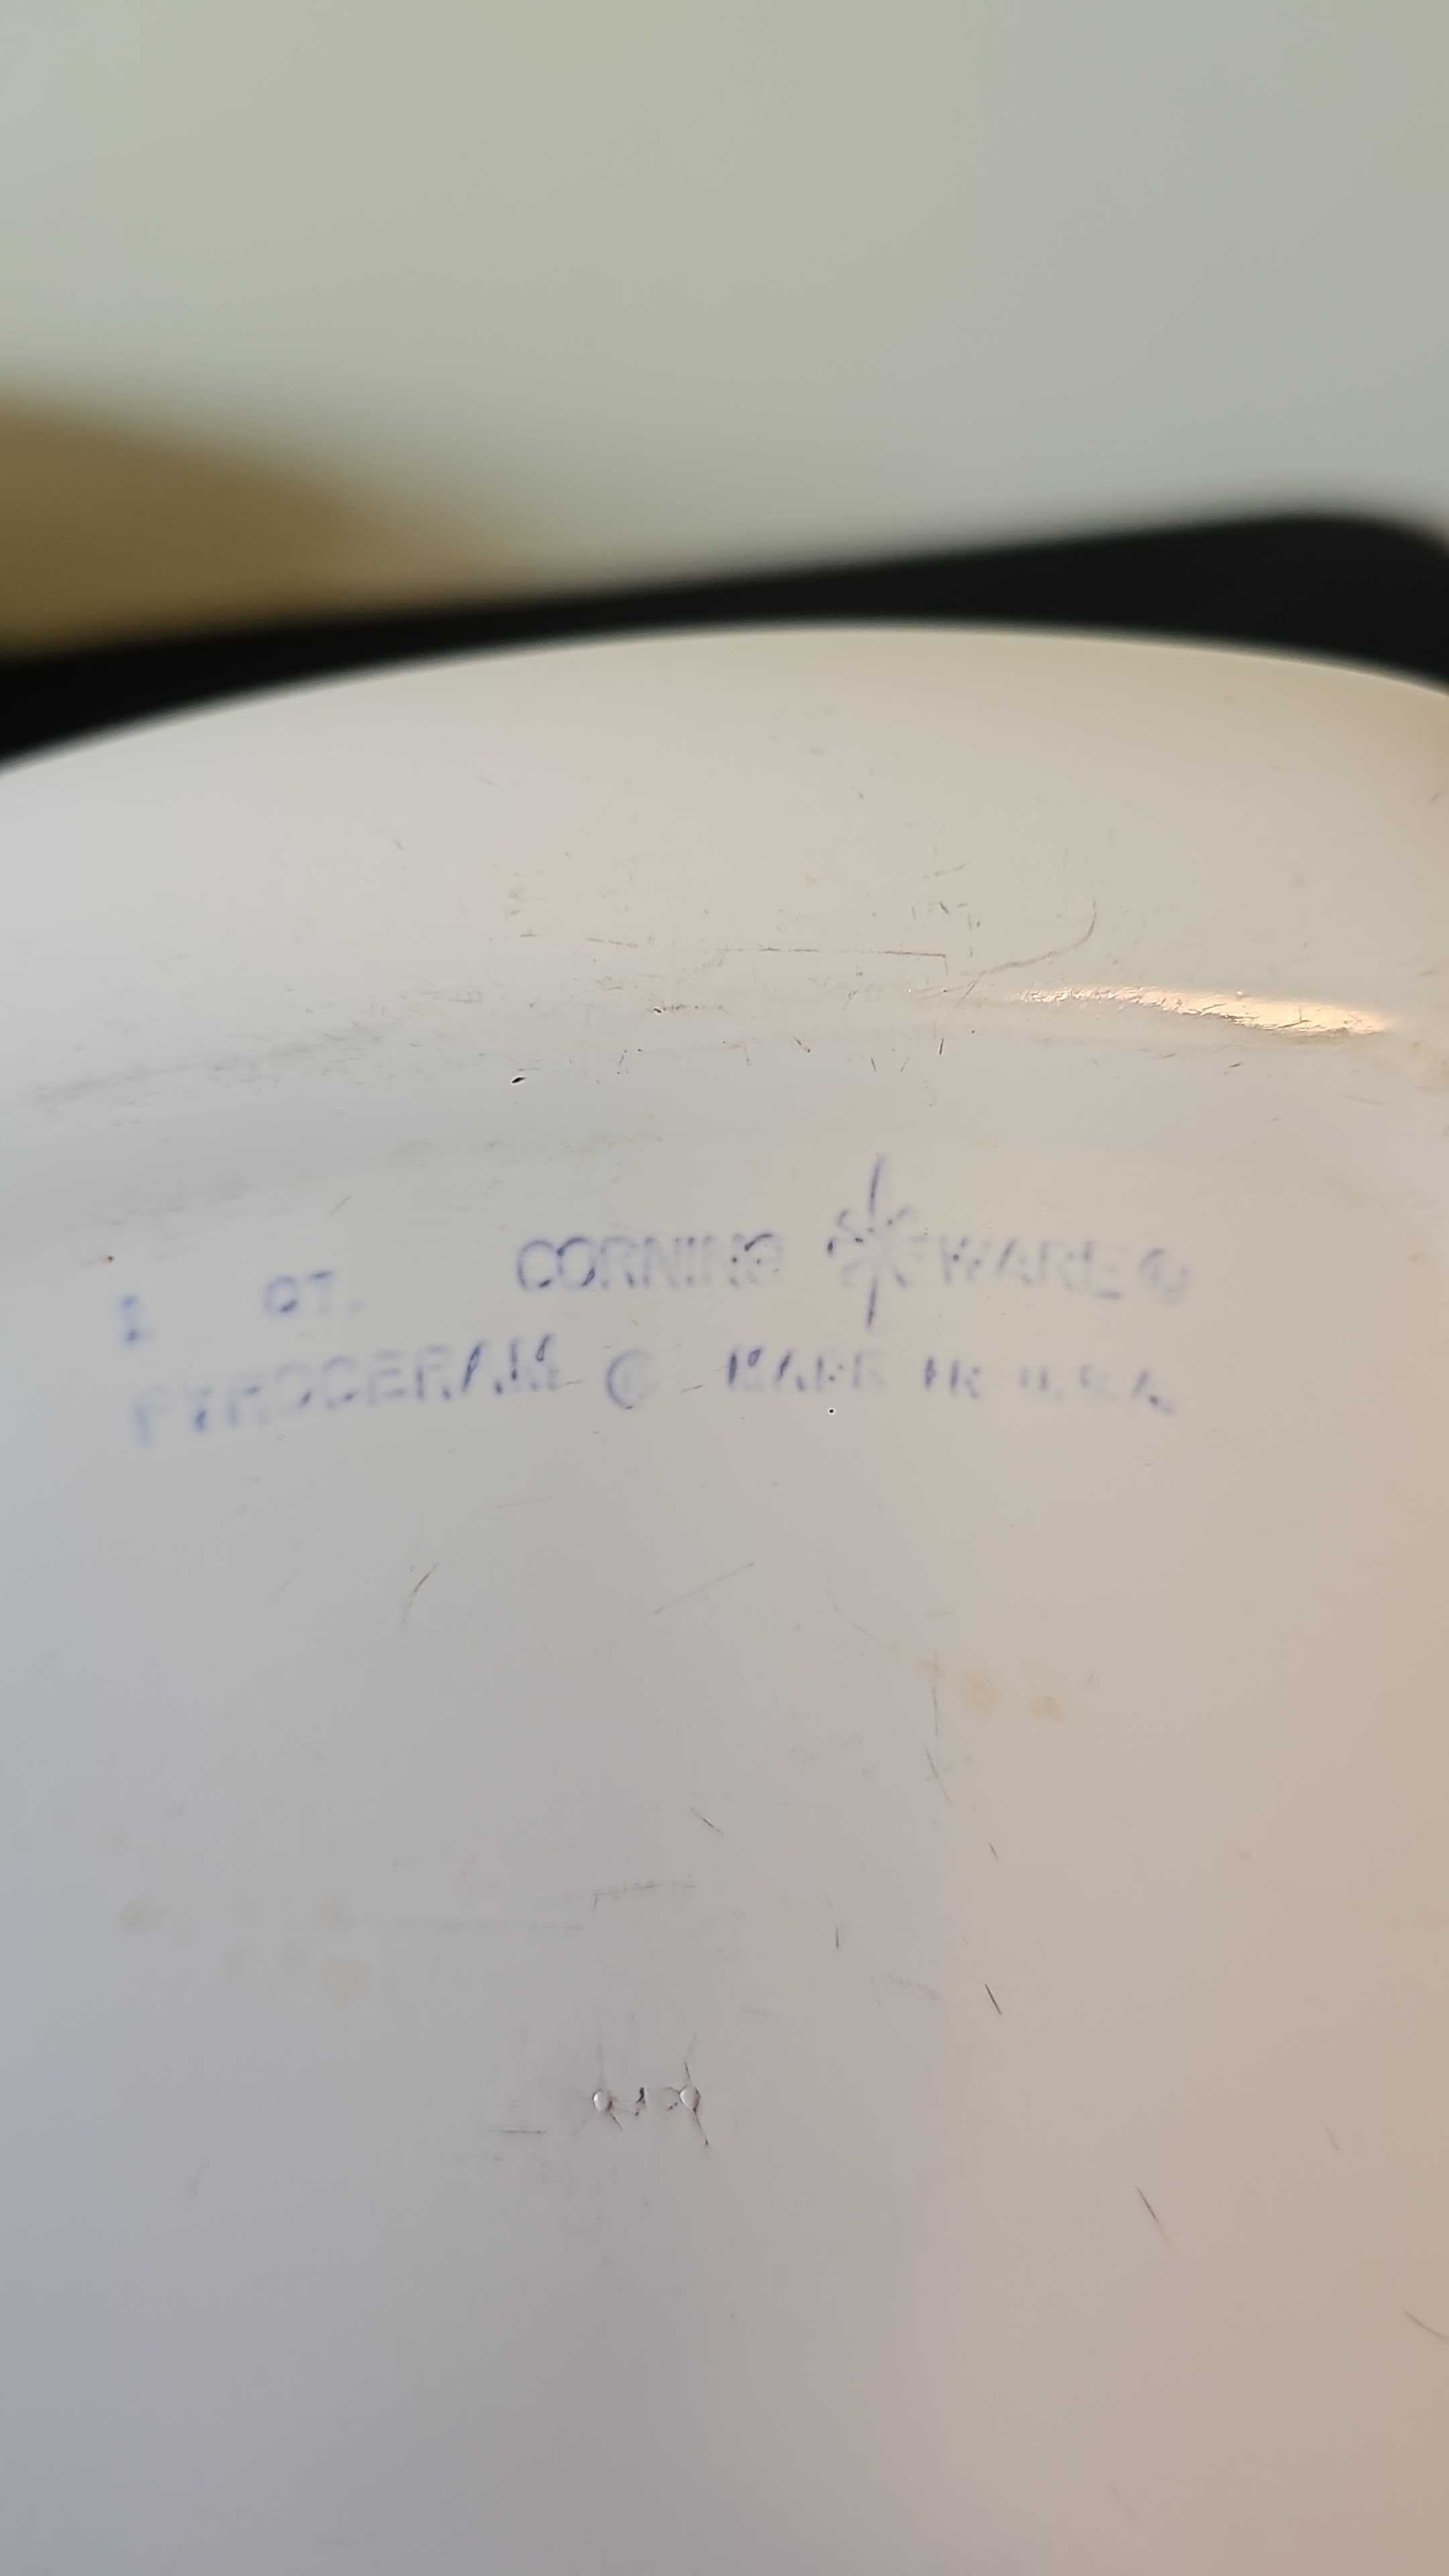 QT. CORNING WARE®
PYROCERAM ® MADE IN U.S.A.